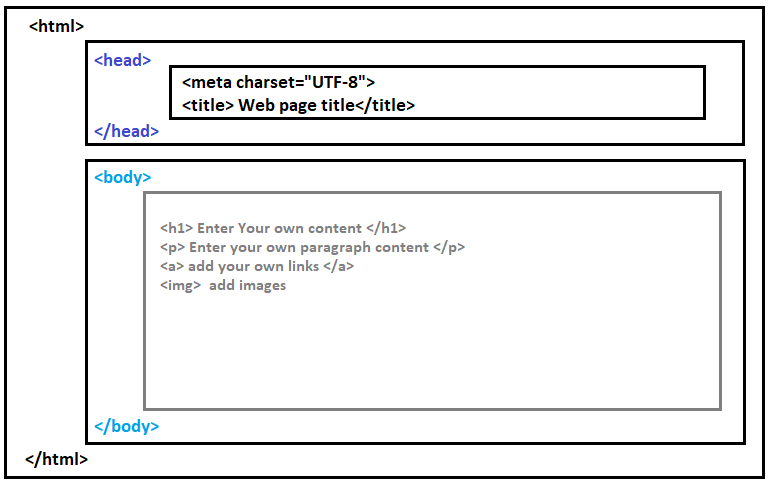 <html>
<head>
<meta charset="UTF-8">
<title> Web page title</title>
</head>
<body>
<h1> Enter Your own content </h1>
<p> Enter your own paragraph content </p>
<a> add your own links </a>
<img>  add images
</body>
</html>